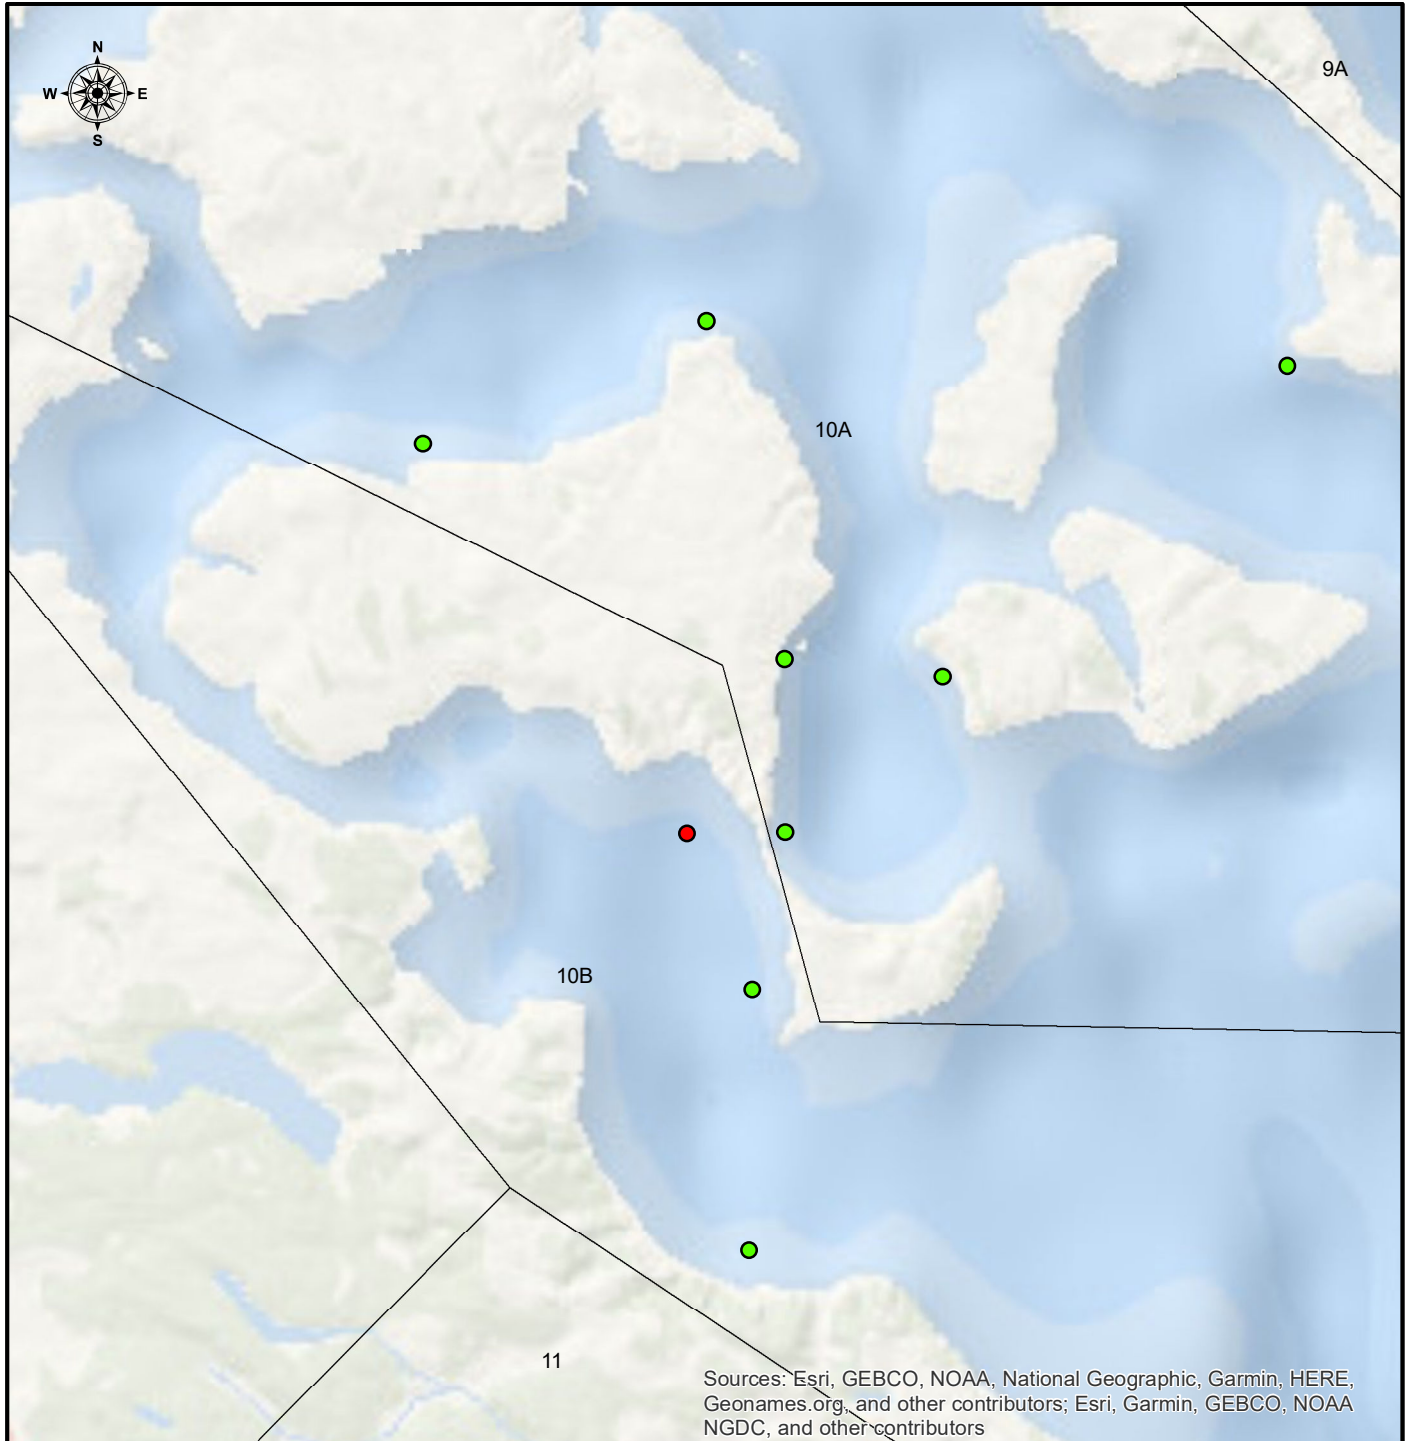 N
9A
W E
S
10A
10B
11
Sources: Esri, GEBCO, NOAA, National Geographic, Garmin, HERE,
Geonames.org, and other contributors; Esri, Garmin, GEBCO, NOAA
NGDC, and other contributors